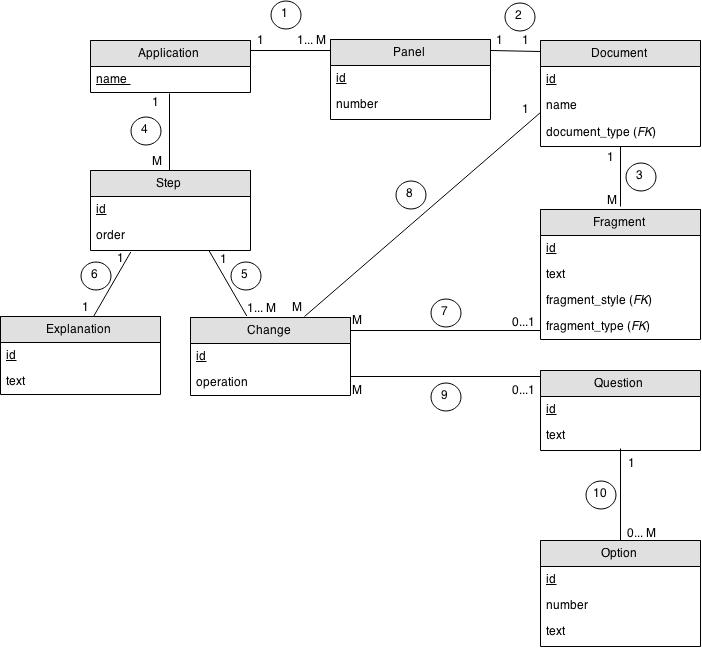 1
2
1
1... M
1
1
Application
name
Panel
id
number
Document
id
name
document_type (FK)
1
4
M
1
8
1
3
M
Step
id
order
Fragment
id
text
fragment_style (FK)
fragment_type (FK)
1
6
1
1
5
1... M
M
M
7
0...1
Explanation
id
text
Change
id
operation
M
9
0...1
Question
id
text
1
10
0... M
Option
id
number
text